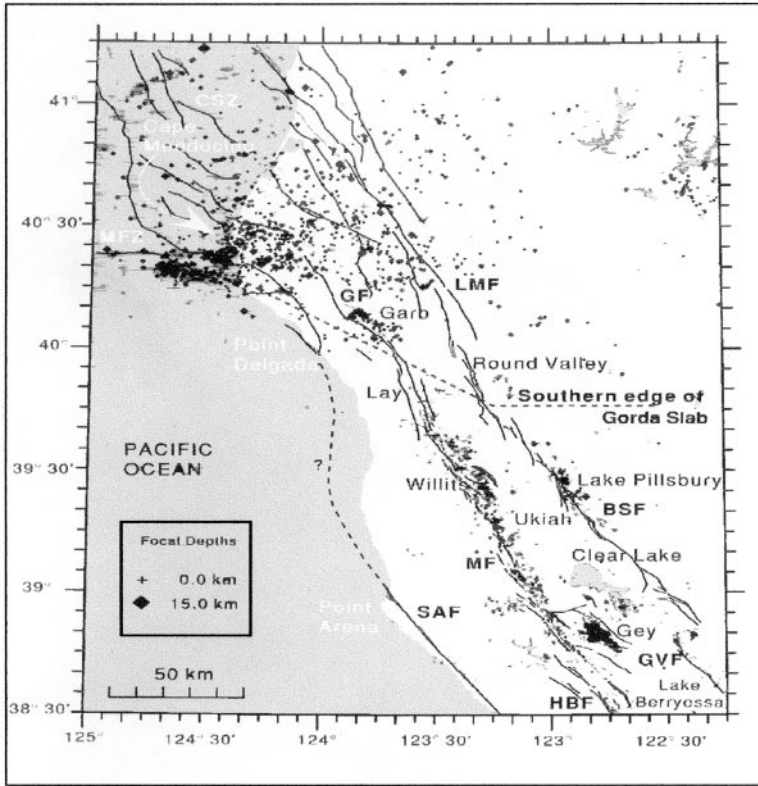 41°
40° 30'
40°
39° 30'
39°
38° 30'
125°
124° 30'
124°
123° 30'
123°
122° 30'
CSZ
Cape
Mendocino
MFZ
LMF
GF
Garb
Point
Delgada
Round Valley
Lay
Southern edge of
Gorda Slab
PACIFIC
OCEAN
?
Willits
Lake Pillsbury
Ukiah
BSF
Clear Lake
MF
Focal Depths
+ 0.0 km
◆ 15.0 km
Point
Arena
SAF
Gey
GVF
50 km
Lake
Berryessa
HBF